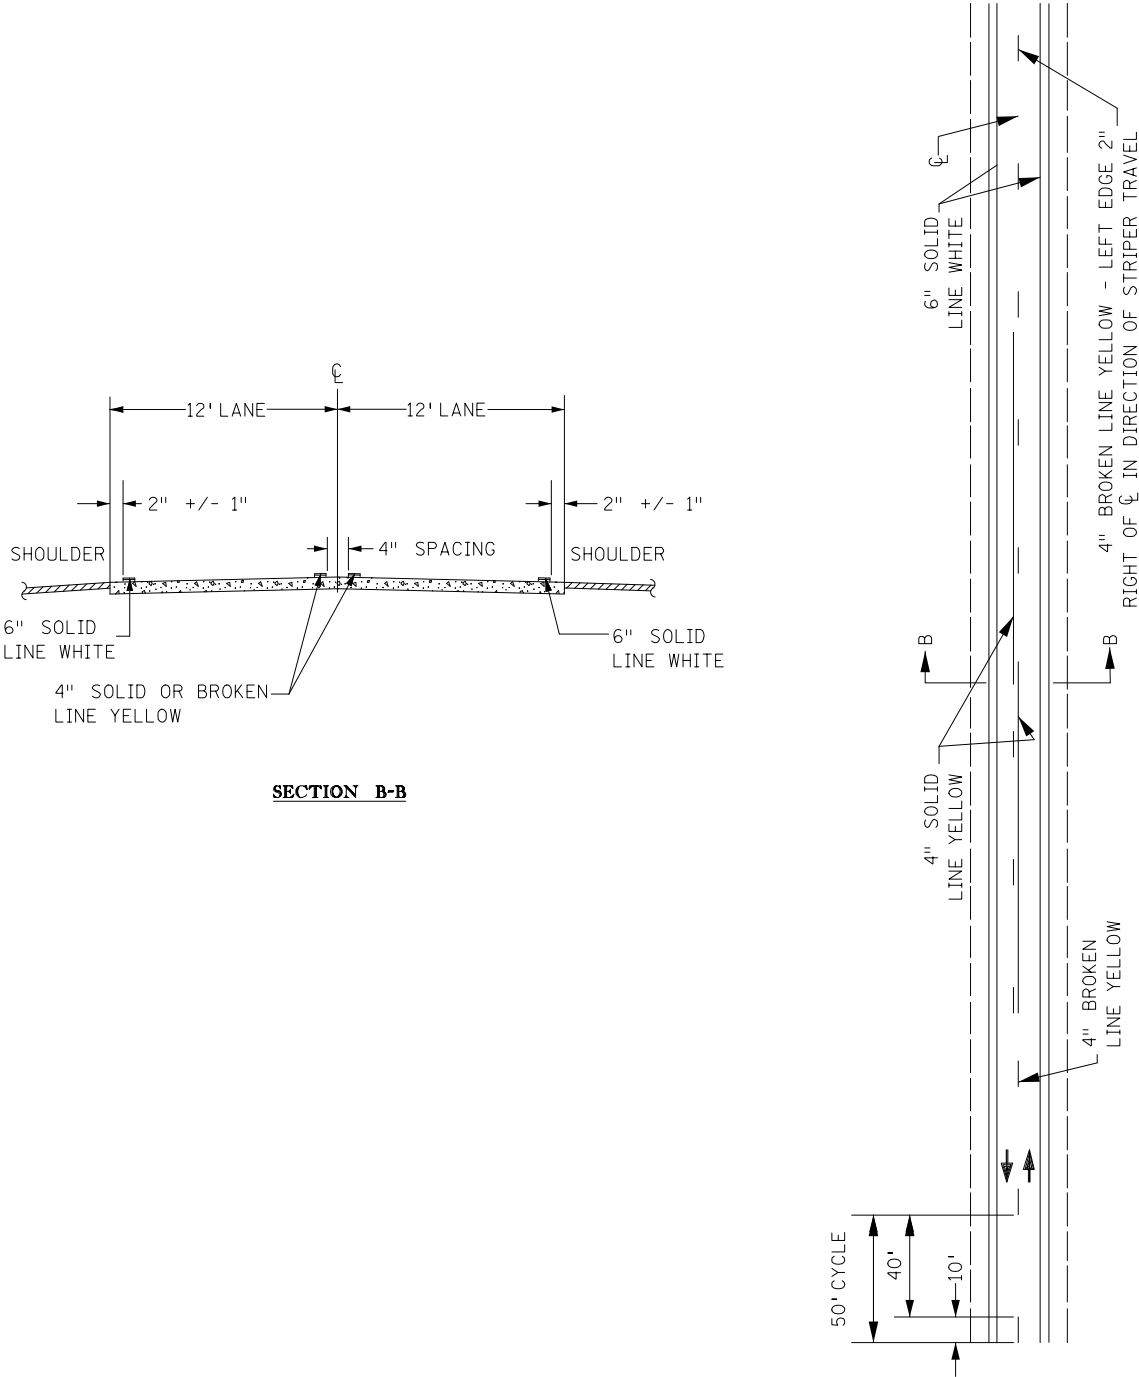 ℄
12' LANE
12' LANE
2" +/- 1"
2" +/- 1"
SHOULDER
4" SPACING
SHOULDER
6" SOLID
LINE WHITE
6" SOLID
LINE WHITE
4" SOLID OR BROKEN
LINE YELLOW
SECTION B-B
℄
6" SOLID
LINE WHITE
4" BROKEN LINE YELLOW - LEFT EDGE 2"
RIGHT OF ℄ IN DIRECTION OF STRIPER TRAVEL
B
B
4" SOLID
LINE YELLOW
4" BROKEN
LINE YELLOW
50' CYCLE
40'
10'